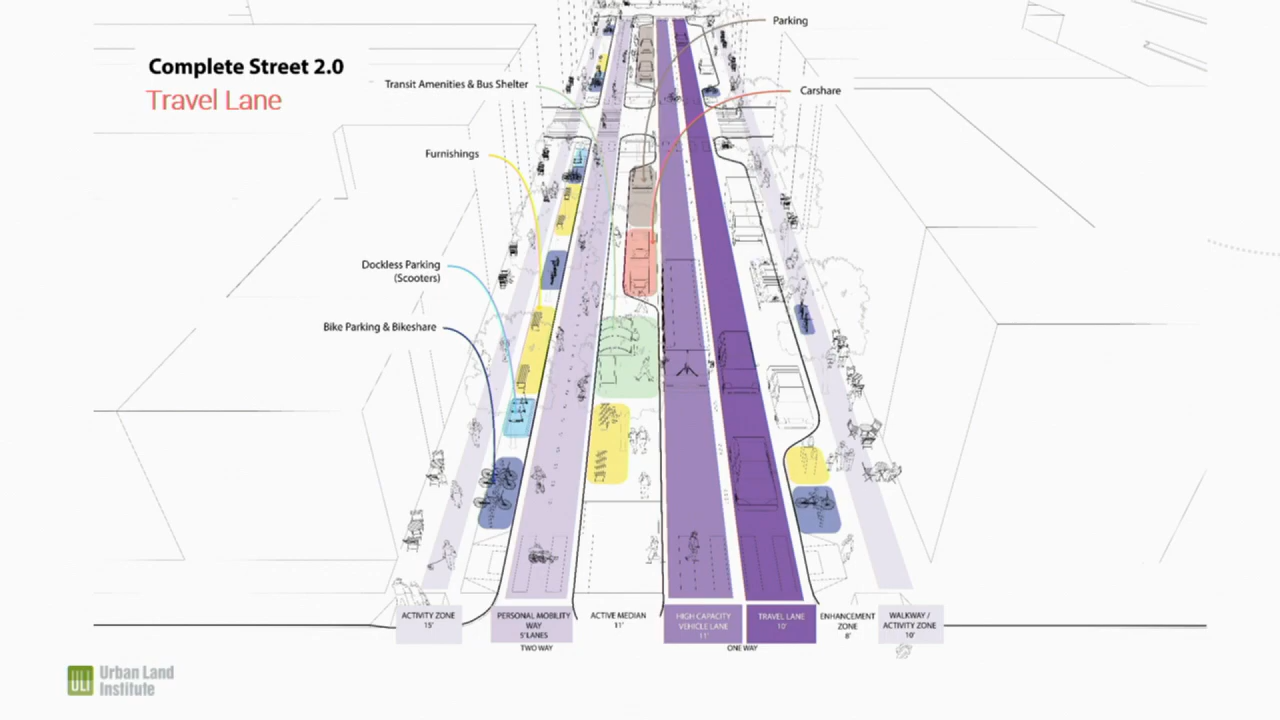 Complete Street 2.0
Travel Lane
Parking
Transit Amenities & Bus Shelter
Carshare
Furnishings
Dockless Parking
(Scooters)
Bike Parking & Bikeshare
ACTIVITY ZONE
15'
PERSONAL MOBILITY
WAY
5'LANES
TWO WAY
ACTIVE MEDIAN
11'
HIGH CAPACITY
VEHICLE LANE
11'
TRAVEL LANE
10'
ONE WAY
ENHANCEMENT
ZONE
8'
WALKWAY /
ACTIVITY ZONE
10'
ULI
Urban Land
Institute